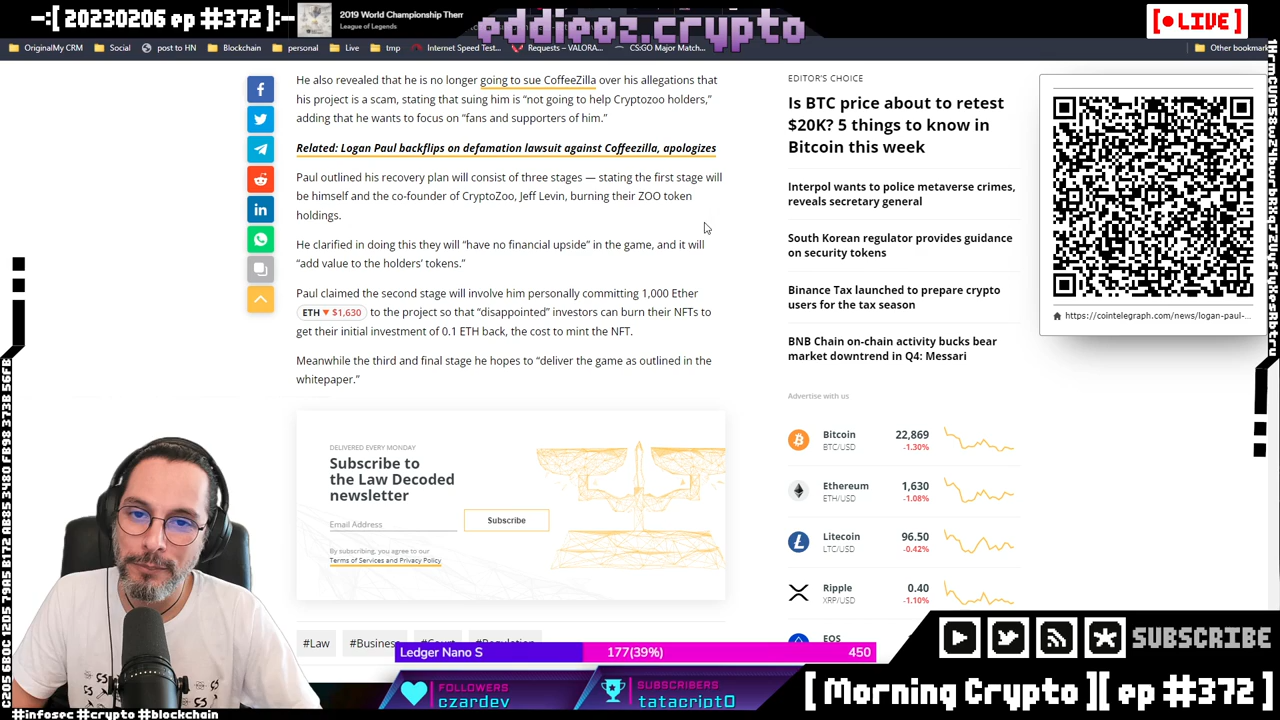 -:[ 20230206 ep #372 ]:-
2019 World Championship Them
League of Legends
eddieoz.crypto
[ LIVE ]
OriginalMy CRM
Social
post to HN
Blockchain
personal
Live
tmp
Internet Speed Test...
Requests – VALORA...
CS:GO Major Match...
Other bookmark
He also revealed that he is no longer going to sue CoffeeZilla over his allegations that
his project is a scam, stating that suing him is “not going to help Cryptozoo holders,”
adding that he wants to focus on “fans and supporters of him.”
Related: Logan Paul backflips on defamation lawsuit against Coffeezilla, apologizes
Paul outlined his recovery plan will consist of three stages — stating the first stage will
be himself and the co-founder of CryptoZoo, Jeff Levin, burning their ZOO token
holdings.
He clarified in doing this they will “have no financial upside” in the game, and it will
“add value to the holders’ tokens.”
Paul claimed the second stage will involve him personally committing 1,000 Ether
ETH ▼ $1,630 to the project so that “disappointed” investors can burn their NFTs to
get their initial investment of 0.1 ETH back, the cost to mint the NFT.
Meanwhile the third and final stage he hopes to “deliver the game as outlined in the
whitepaper.”
DELIVERED EVERY MONDAY
Subscribe to
the Law Decoded
newsletter
Email Address
Subscribe
By subscribing, you agree to our
Terms of Services and Privacy Policy
#Law
#Business
#Court
#Regulation
EDITOR'S CHOICE
Is BTC price about to retest
$20K? 5 things to know in
Bitcoin this week
Interpol wants to police metaverse crimes,
reveals secretary general
South Korean regulator provides guidance
on security tokens
Binance Tax launched to prepare crypto
users for the tax season
BNB Chain on-chain activity bucks bear
market downtrend in Q4: Messari
Advertise with us
Bitcoin 22,869
BTC/USD -1.30%
Ethereum 1,630
ETH/USD -1.08%
Litecoin 96.50
LTC/USD -0.42%
Ripple 0.40
XRP/USD -1.10%
EOS
https://cointelegraph.com/news/logan-paul-...
Ledger Nano S 177(39%) 450
FOLLOWERS
czardev
SUBSCRIBERS
tatacript0
SUBSCRIBE
[ Morning Crypto ][ ep #372 ]
#infosec #crypto #blockchain